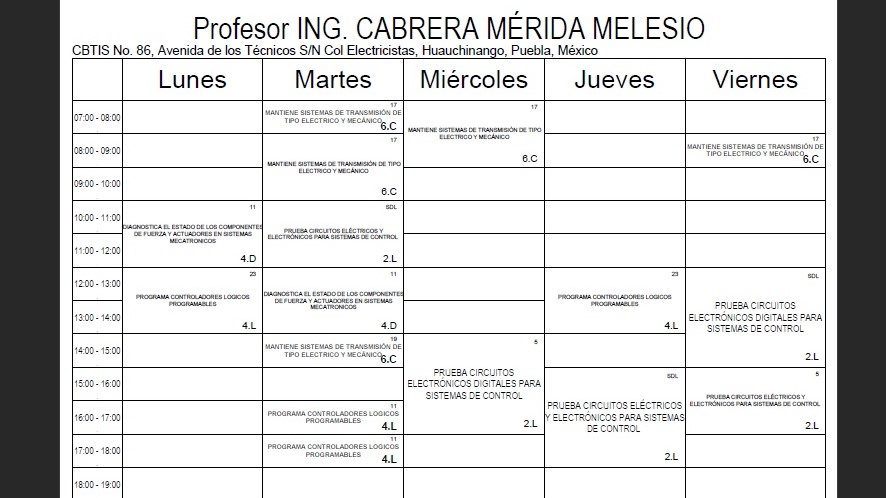 Profesor ING. CABRERA MÉRIDA MELESIO
CBTIS No. 86, Avenida de los Técnicos S/N Col Electricistas, Huauchinango, Puebla, México
Lunes Martes Miércoles Jueves Viernes
07:00 - 08:00
17
MANTIENE SISTEMAS DE TRANSMISIÓN DE
TIPO ELECTRICO Y MECÁNICO
6.C
17
MANTIENE SISTEMAS DE TRANSMISIÓN DE TIPO
ELECTRICO Y MECÁNICO
6.C
08:00 - 09:00
17
MANTIENE SISTEMAS DE TRANSMISIÓN DE TIPO
ELECTRICO Y MECÁNICO
6.C
17
MANTIENE SISTEMAS DE TRANSMISIÓN DE
TIPO ELECTRICO Y MECÁNICO
6.C
09:00 - 10:00
10:00 - 11:00
11
DIAGNOSTICA EL ESTADO DE LOS COMPONENTES
DE FUERZA Y ACTUADORES EN SISTEMAS
MECATRONICOS
4.D
SDL
PRUEBA CIRCUITOS ELÉCTRICOS Y
ELECTRÓNICOS PARA SISTEMAS DE CONTROL
2.L
11:00 - 12:00
12:00 - 13:00
23
PROGRAMA CONTROLADORES LOGICOS
PROGRAMABLES
4.L
11
DIAGNOSTICA EL ESTADO DE LOS COMPONENTES
DE FUERZA Y ACTUADORES EN SISTEMAS
MECATRONICOS
4.D
23
PROGRAMA CONTROLADORES LOGICOS
PROGRAMABLES
4.L
SDL
PRUEBA CIRCUITOS
ELECTRÓNICOS DIGITALES PARA
SISTEMAS DE CONTROL
2.L
13:00 - 14:00
14:00 - 15:00
19
MANTIENE SISTEMAS DE TRANSMISIÓN DE
TIPO ELECTRICO Y MECÁNICO
6.C
5
PRUEBA CIRCUITOS
ELECTRÓNICOS DIGITALES PARA
SISTEMAS DE CONTROL
2.L
15:00 - 16:00
SDL
PRUEBA CIRCUITOS ELÉCTRICOS
Y ELECTRÓNICOS PARA SISTEMAS
DE CONTROL
2.L
5
PRUEBA CIRCUITOS ELÉCTRICOS Y
ELECTRÓNICOS PARA SISTEMAS DE CONTROL
2.L
16:00 - 17:00
11
PROGRAMA CONTROLADORES LOGICOS
PROGRAMABLES
4.L
17:00 - 18:00
11
PROGRAMA CONTROLADORES LOGICOS
PROGRAMABLES
4.L
18:00 - 19:00